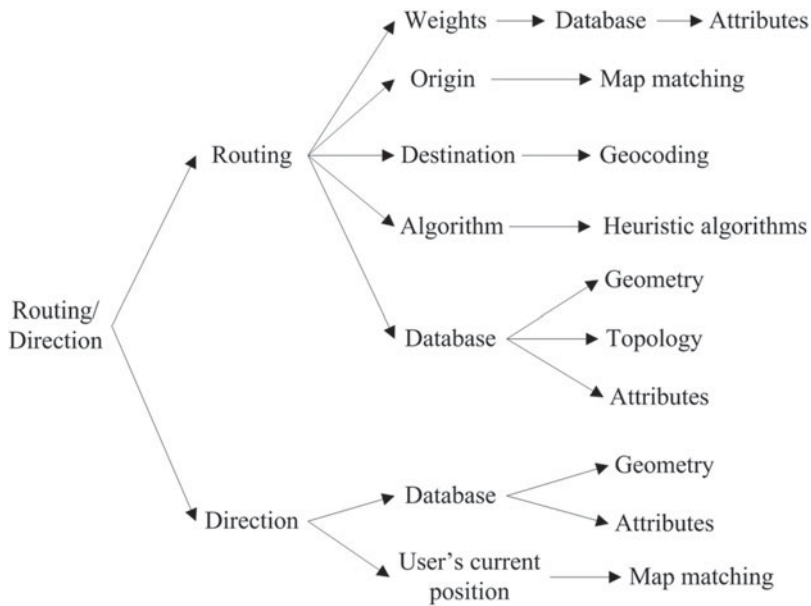 Weights Database Attributes
Origin Map matching
Routing Destination Geocoding
Algorithm Heuristic algorithms
Geometry
Routing/
Direction
Database Topology
Attributes
Geometry
Database
Direction
Attributes
User's current
position
Map matching